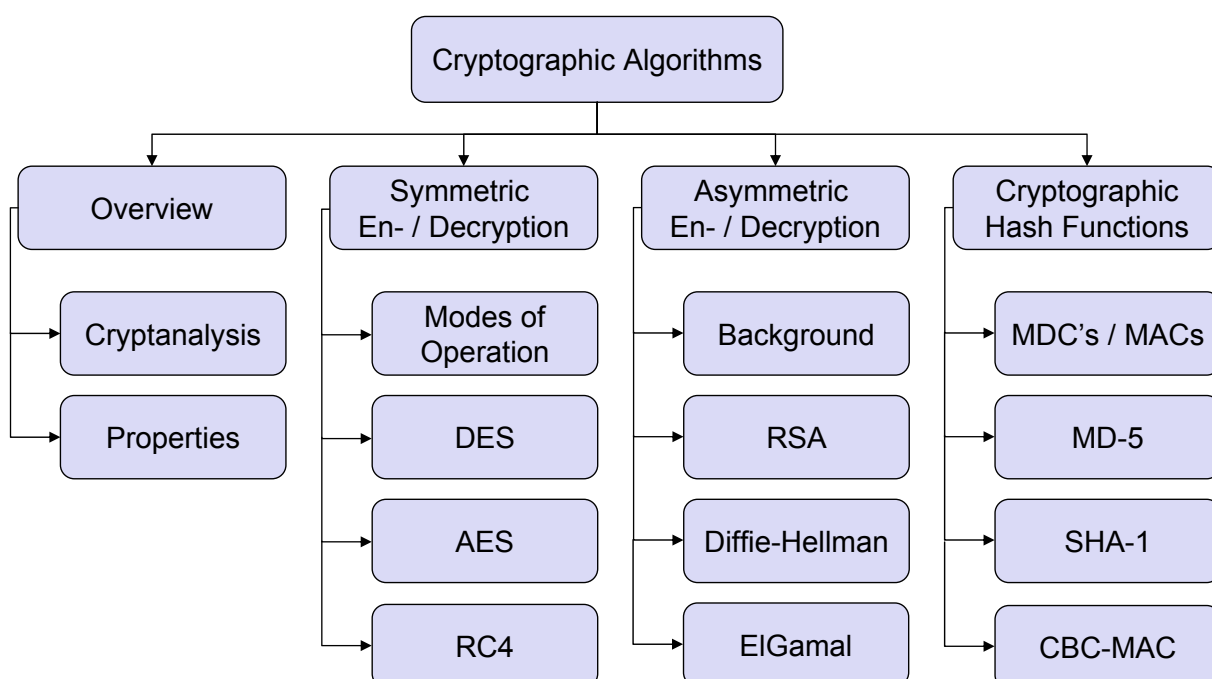 Cryptographic Algorithms
Overview
Symmetric
En- / Decryption
Asymmetric
En- / Decryption
Cryptographic
Hash Functions
Cryptanalysis
Properties
Modes of
Operation
DES
AES
RC4
Background
RSA
Diffie-Hellman
ElGamal
MDC’s / MACs
MD-5
SHA-1
CBC-MAC